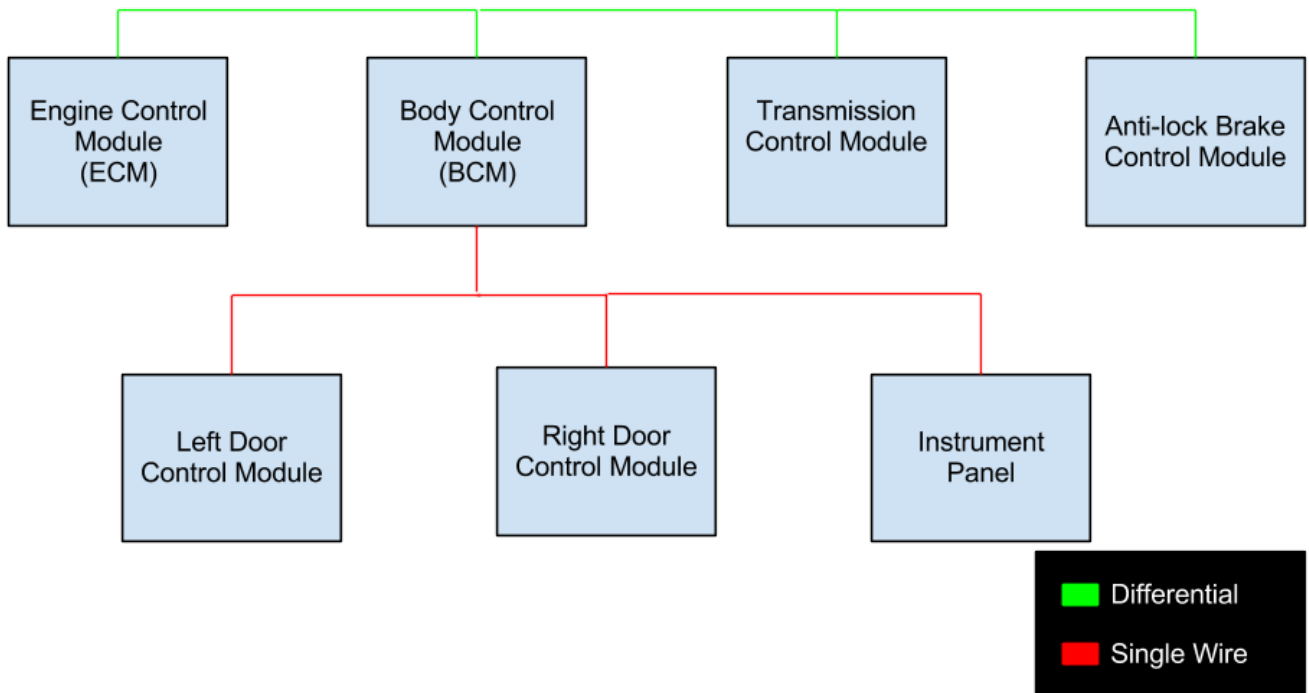 Engine Control
Module
(ECM)
Body Control
Module
(BCM)
Transmission
Control Module
Anti-lock Brake
Control Module
Left Door
Control Module
Right Door
Control Module
Instrument
Panel
Differential
Single Wire